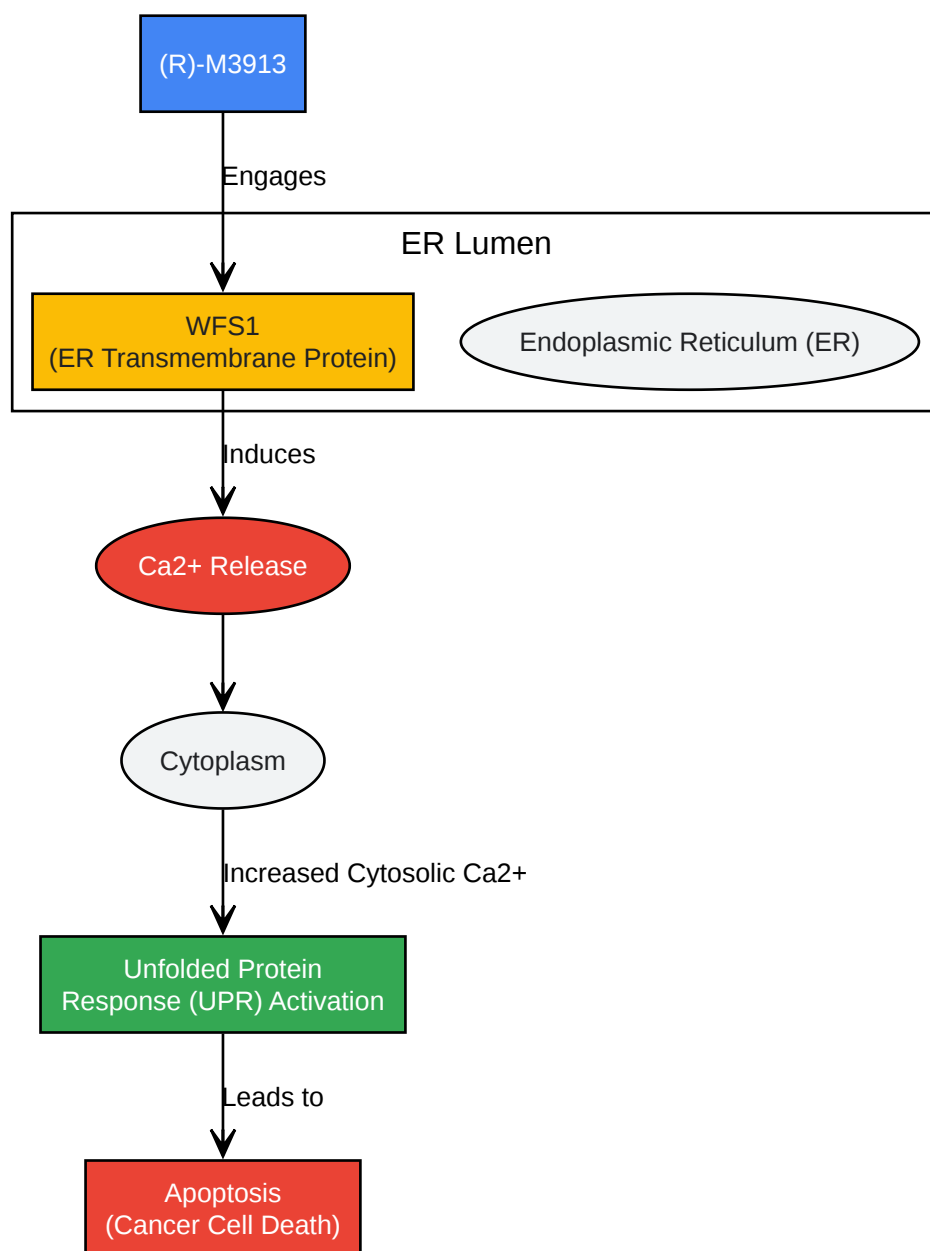 (R)-M3913
Engages
ER Lumen
WFS1
(ER Transmembrane Protein)
Endoplasmic Reticulum (ER)
Induces
Ca2+ Release
Cytoplasm
Increased Cytosolic Ca2+
Unfolded Protein
Response (UPR) Activation
Leads to
Apoptosis
(Cancer Cell Death)